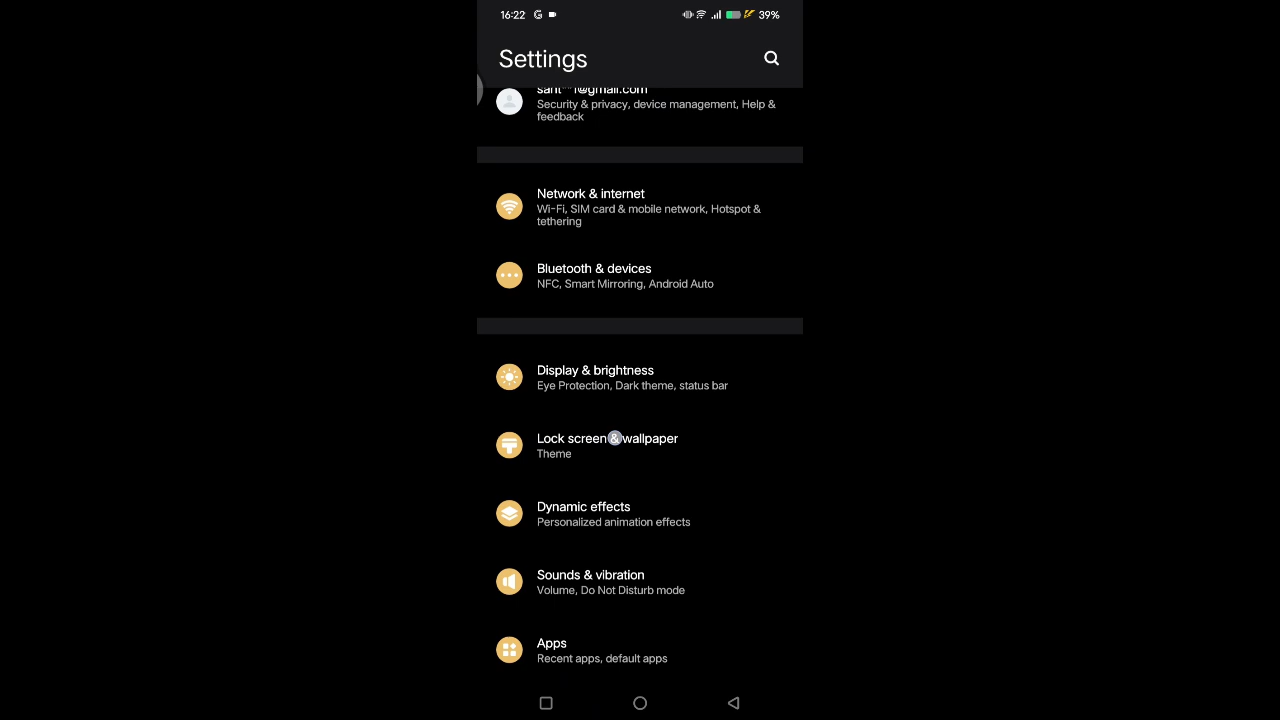 16:22 G 39%
Settings
Security & privacy, device management, Help &
feedback
Network & internet
Wi-Fi, SIM card & mobile network, Hotspot &
tethering
Bluetooth & devices
NFC, Smart Mirroring, Android Auto
Display & brightness
Eye Protection, Dark theme, status bar
Lock screen & wallpaper
Theme
Dynamic effects
Personalized animation effects
Sounds & vibration
Volume, Do Not Disturb mode
Apps
Recent apps, default apps